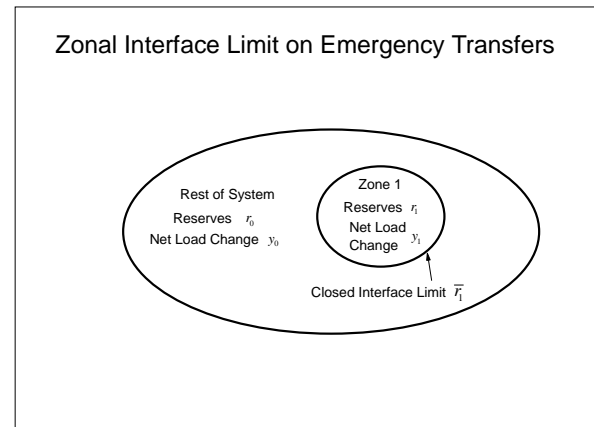 Zonal Interface Limit on Emergency Transfers
Rest of System
Reserves r₀
Net Load Change y₀
Zone 1
Reserves r₁
Net Load
Change y₁
Closed Interface Limit r̅₁